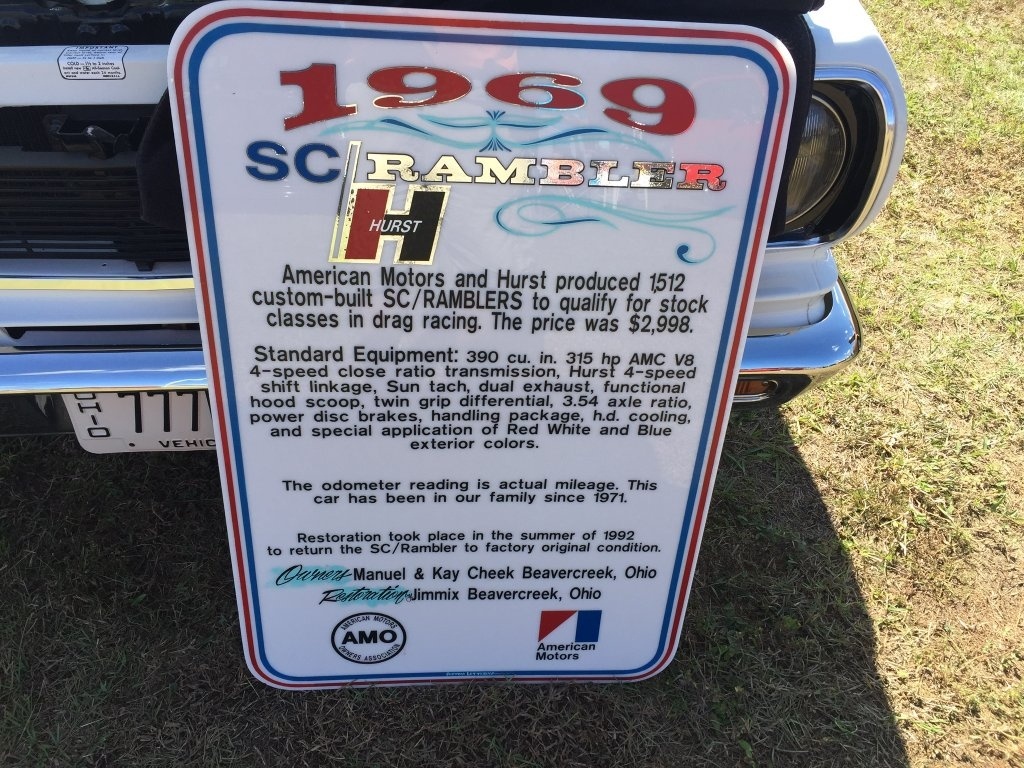 IMPORTANT
1969
SC/RAMBLER
H
HURST
American Motors and Hurst produced 1,512
custom-built SC/RAMBLERS to qualify for stock
classes in drag racing. The price was $2,998.
Standard Equipment: 390 cu. in. 315 hp AMC V8
4-speed close ratio transmission, Hurst 4-speed
shift linkage, Sun tach, dual exhaust, functional
hood scoop, twin grip differential, 3.54 axle ratio,
power disc brakes, handling package, h.d. cooling,
and special application of Red White and Blue
exterior colors.
The odometer reading is actual mileage. This
car has been in our family since 1971.
Restoration took place in the summer of 1992
to return the SC/Rambler to factory original condition.
Owners Manuel & Kay Cheek Beavercreek, Ohio
Restoration Jimmix Beavercreek, Ohio
AMERICAN MOTORS
AMO
OWNERS ASSOCIATION
American
Motors
OHIO
777
VEHIC